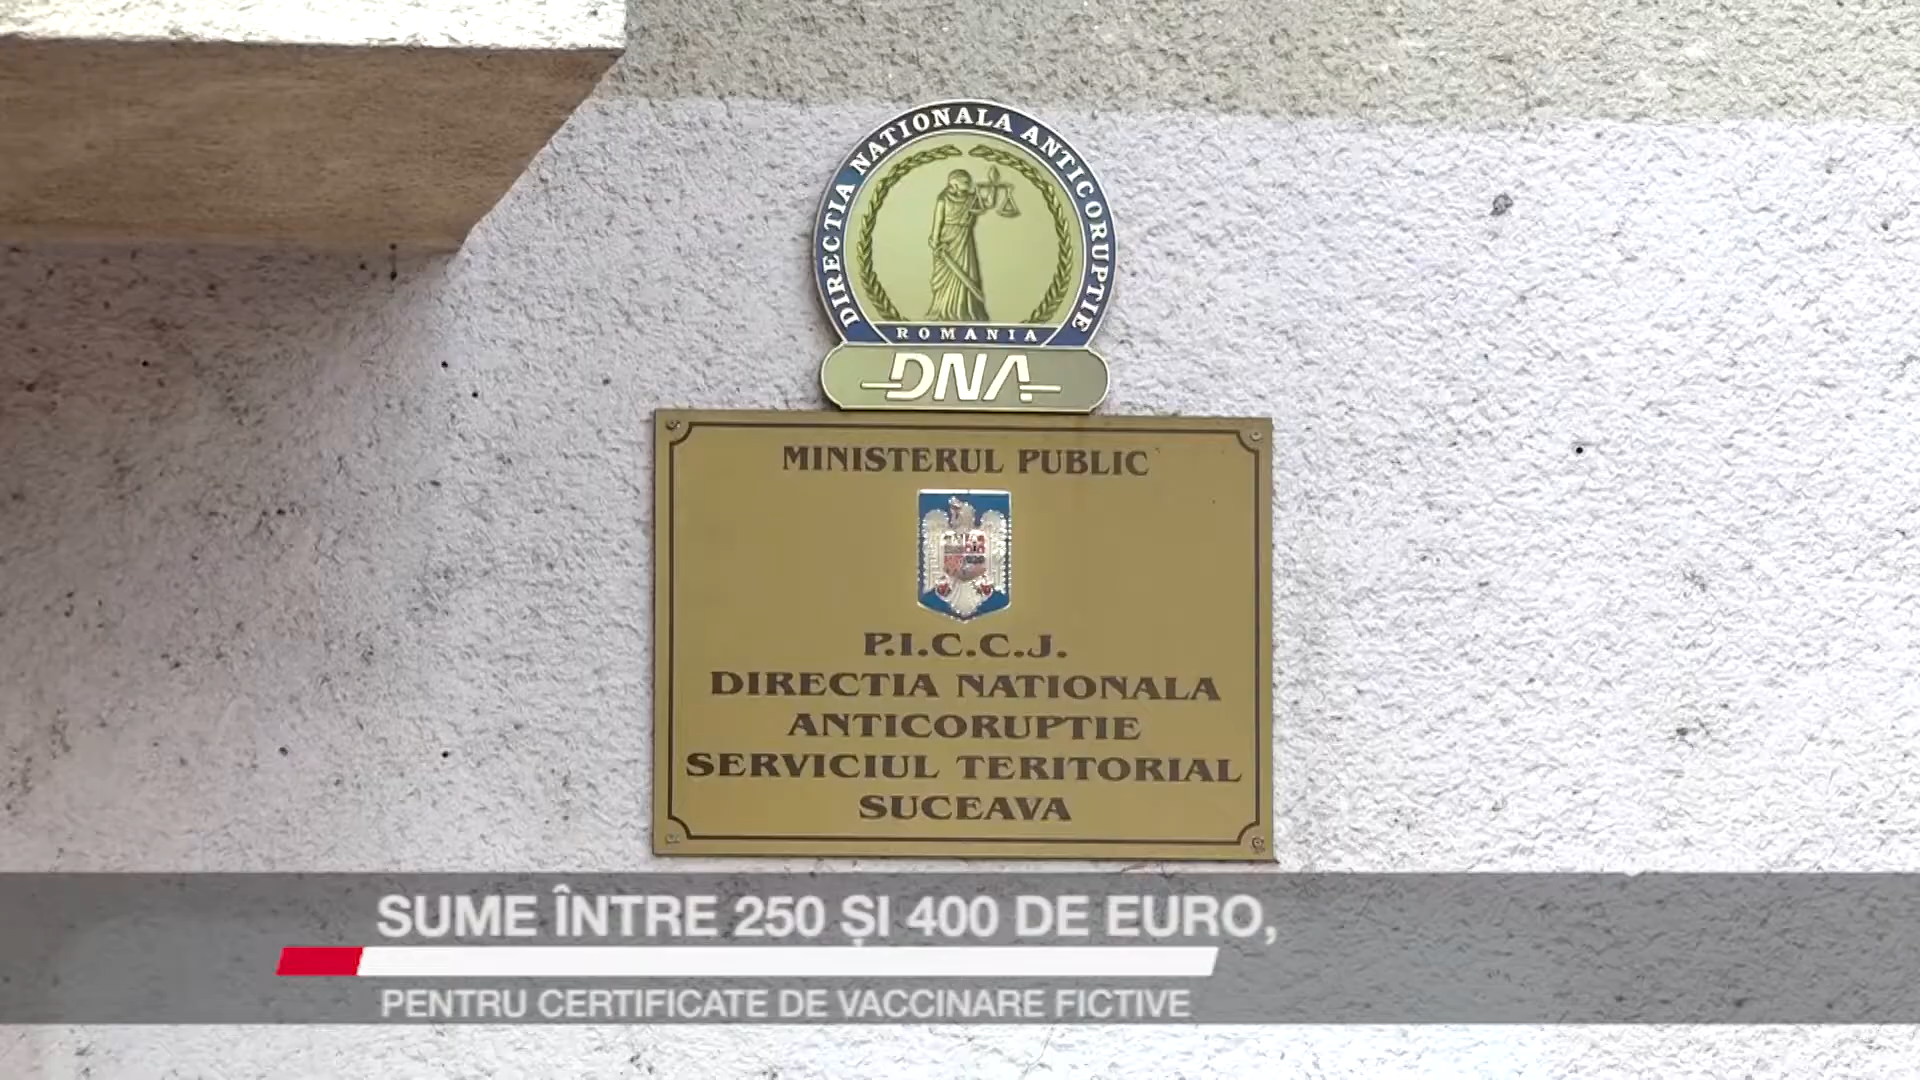 DIRECTIA NATIONALA ANTICORUPTIE
ROMANIA
DNA
MINISTERUL PUBLIC
P.I.C.C.J.
DIRECTIA NATIONALA
ANTICORUPTIE
SERVICIUL TERITORIAL
SUCEAVA
SUME ÎNTRE 250 ȘI 400 DE EURO,
PENTRU CERTIFICATE DE VACCINARE FICTIVE